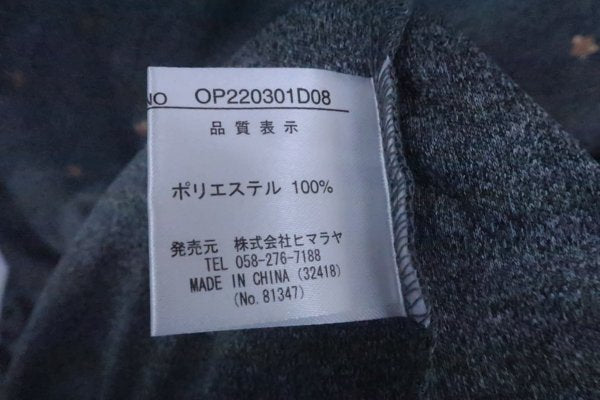 NO OP220301D08
品質表示
ポリエステル 100%
発売元 株式会社ヒマラヤ
TEL 058-276-7188
MADE IN CHINA (32418)
(No. 81347)